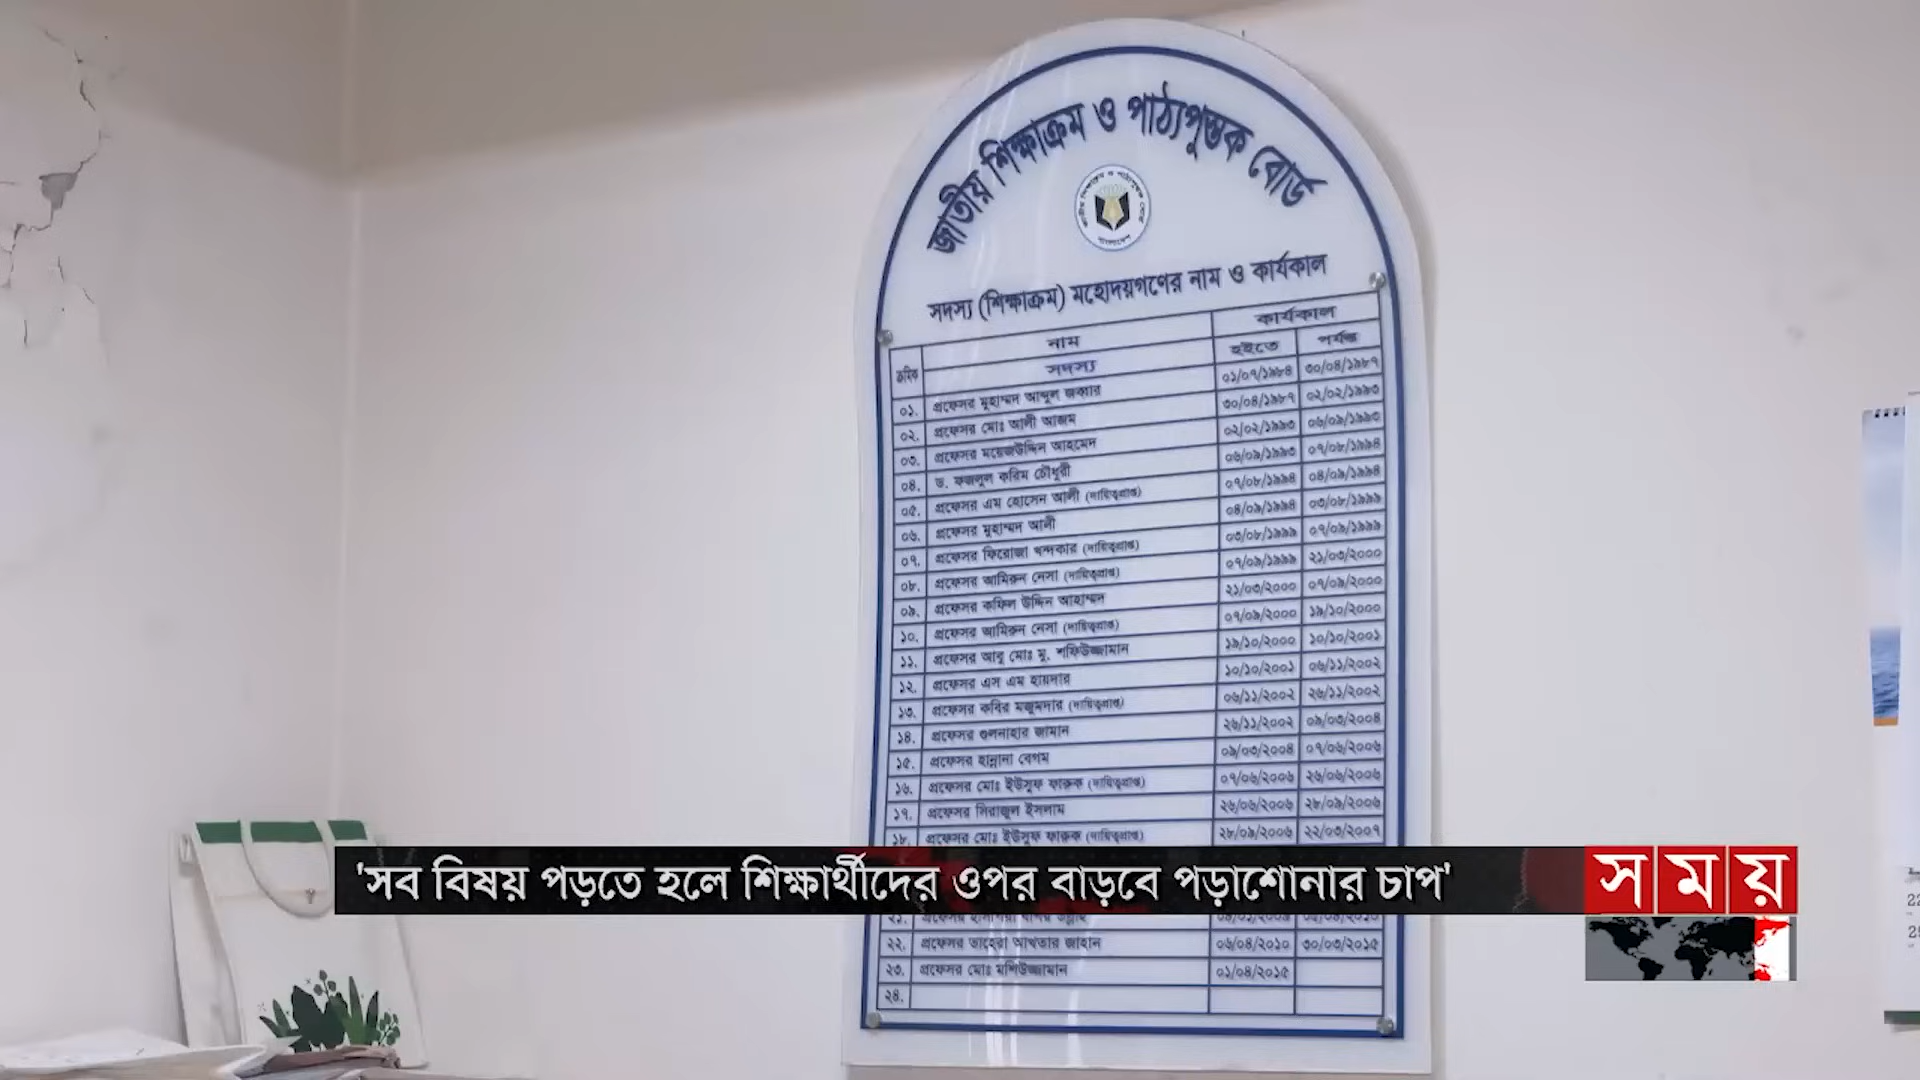 জাতীয় শিক্ষাক্রম ও পাঠ্যপুস্তক বোর্ড
সদস্য (শিক্ষাক্রম) মহোদয়গণের নাম ও কার্যকাল
ক্রমিক নাম কার্যকাল
সদস্য হইতে পর্যন্ত
০১. প্রফেসর মুহাম্মদ আব্দুল জব্বার ০১/০৭/১৯৮৪ ৩০/০৪/১৯৮৭
০২. প্রফেসর মোঃ আলী আজম ৩০/০৪/১৯৮৭ ০২/০২/১৯৯৩
০৩. প্রফেসর ময়েজউদ্দিন আহমেদ ০২/০২/১৯৯৩ ০৬/০৯/১৯৯৩
০৪. ড. ফজলুল করিম চৌধুরী ০৬/০৯/১৯৯৩ ০৭/০৮/১৯৯৪
০৫. প্রফেসর এম হোসেন আলী (দায়িত্বপ্রাপ্ত) ০৭/০৮/১৯৯৪ ০৪/০৯/১৯৯৪
০৬. প্রফেসর মুহাম্মদ আলী ০৪/০৯/১৯৯৪ ০৩/০৮/১৯৯৯
০৭. প্রফেসর ফিরোজা খন্দকার (দায়িত্বপ্রাপ্ত) ০৩/০৮/১৯৯৯ ০৭/০৯/১৯৯৯
০৮. প্রফেসর আমিরুন নেসা (দায়িত্বপ্রাপ্ত) ০৭/০৯/১৯৯৯ ২১/০৩/২০০০
০৯. প্রফেসর কফিল উদ্দিন আহাম্মদ ২১/০৩/২০০০ ০৭/০৯/২০০০
১০. প্রফেসর আমিরুন নেসা (দায়িত্বপ্রাপ্ত) ০৭/০৯/২০০০ ১৯/১০/২০০০
১১. প্রফেসর আবু মোঃ মু. শফিউজ্জামান ১৯/১০/২০০০ ১০/১০/২০০১
১২. প্রফেসর এস এম হায়দার ১০/১০/২০০১ ০৬/১১/২০০২
১৩. প্রফেসর কবির মজুমদার (দায়িত্বপ্রাপ্ত) ০৬/১১/২০০২ ২৬/১১/২০০২
১৪. প্রফেসর গুলনাহার জামান ২৬/১১/২০০২ ০৯/০৩/২০০৪
১৫. প্রফেসর হান্নানা বেগম ০৯/০৩/২০০৪ ০৭/০৬/২০০৬
১৬. প্রফেসর মোঃ ইউসুফ ফারুক (দায়িত্বপ্রাপ্ত) ০৭/০৬/২০০৬ ২৬/০৬/২০০৬
১৭. প্রফেসর সিরাজুল ইসলাম ২৬/০৬/২০০৬ ২৮/০৯/২০০৬
১৮. প্রফেসর মোঃ ইউসুফ ফারুক (দায়িত্বপ্রাপ্ত) ২৮/০৯/২০০৬ ২২/০৩/২০০৭
'সব বিষয় পড়তে হলে শিক্ষার্থীদের ওপর বাড়বে পড়াশোনার চাপ' সময়
২১. প্রফেসর
২২. প্রফেসর তাহেরা আখতার জাহান ০৬/০৪/২০১০ ৩০/০৩/২০১৫
২৩. প্রফেসর মোঃ মশিউজ্জামান ০১/০৪/২০১৫
২৪.